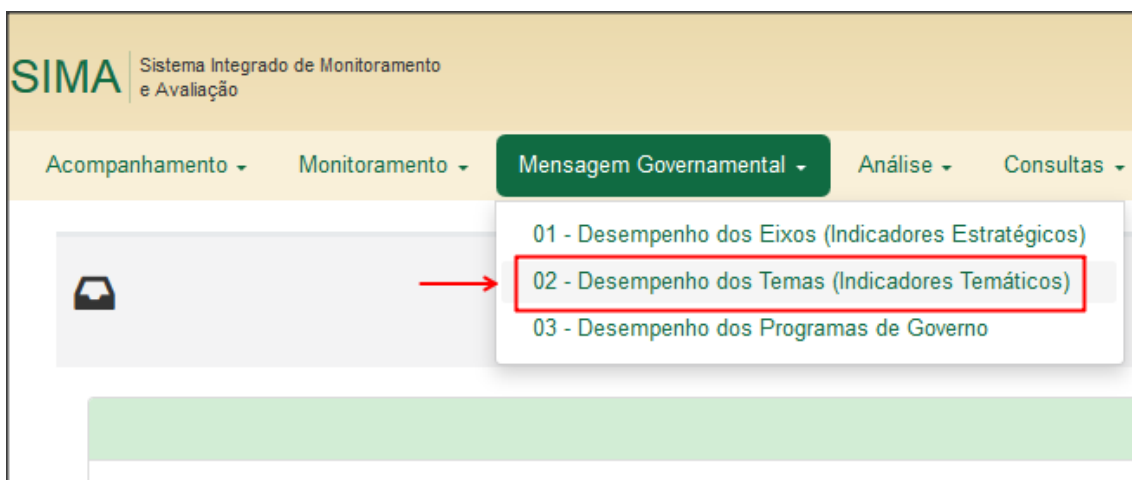 SIMA
Sistema Integrado de Monitoramento
e Avaliação
Acompanhamento
Monitoramento
Mensagem Governamental
Análise
Consultas
01 - Desempenho dos Eixos (Indicadores Estratégicos)
02 - Desempenho dos Temas (Indicadores Temáticos)
03 - Desempenho dos Programas de Governo